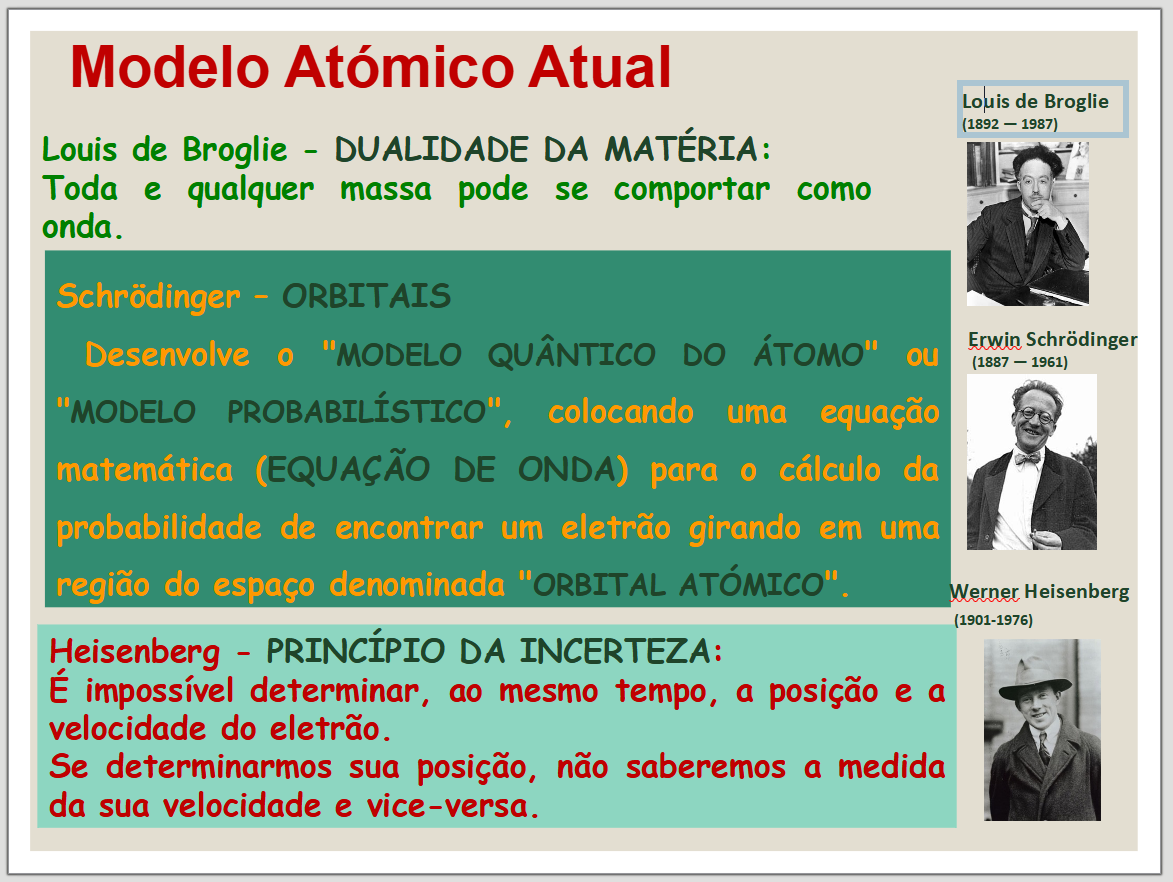 Modelo Atómico Atual
Louis de Broglie – DUALIDADE DA MATÉRIA:
Toda e qualquer massa pode se comportar como
onda.
Schrödinger – ORBITAIS
Desenvolve o "MODELO QUÂNTICO DO ÁTOMO" ou
"MODELO PROBABILÍSTICO", colocando uma equação
matemática (EQUAÇÃO DE ONDA) para o cálculo da
probabilidade de encontrar um eletrão girando em uma
região do espaço denominada "ORBITAL ATÓMICO".
Heisenberg – PRINCÍPIO DA INCERTEZA:
É impossível determinar, ao mesmo tempo, a posição e a
velocidade do eletrão.
Se determinarmos sua posição, não saberemos a medida
da sua velocidade e vice-versa.
Louis de Broglie
(1892 — 1987)
Erwin Schrödinger
(1887 — 1961)
Werner Heisenberg
(1901-1976)